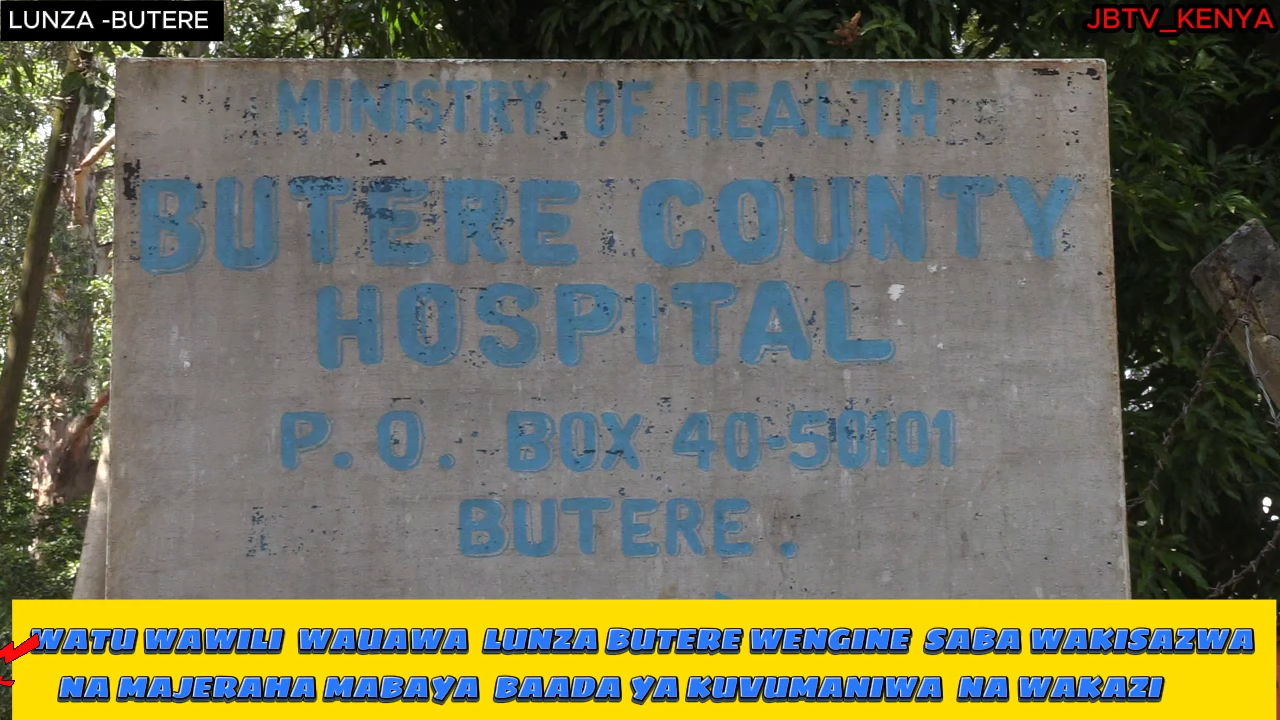 LUNZA -BUTERE
JBTV_KENYA
MINISTRY OF HEALTH
BUTERE COUNTY
HOSPITAL
P. O. BOX 40-50101
BUTERE.
WATU WAWILI WAUAWA LUNZA BUTERE WENGINE SABA WAKISAZWA
NA MAJERAHA MABAYA BAADA YA KUVUMANIWA NA WAKAZI